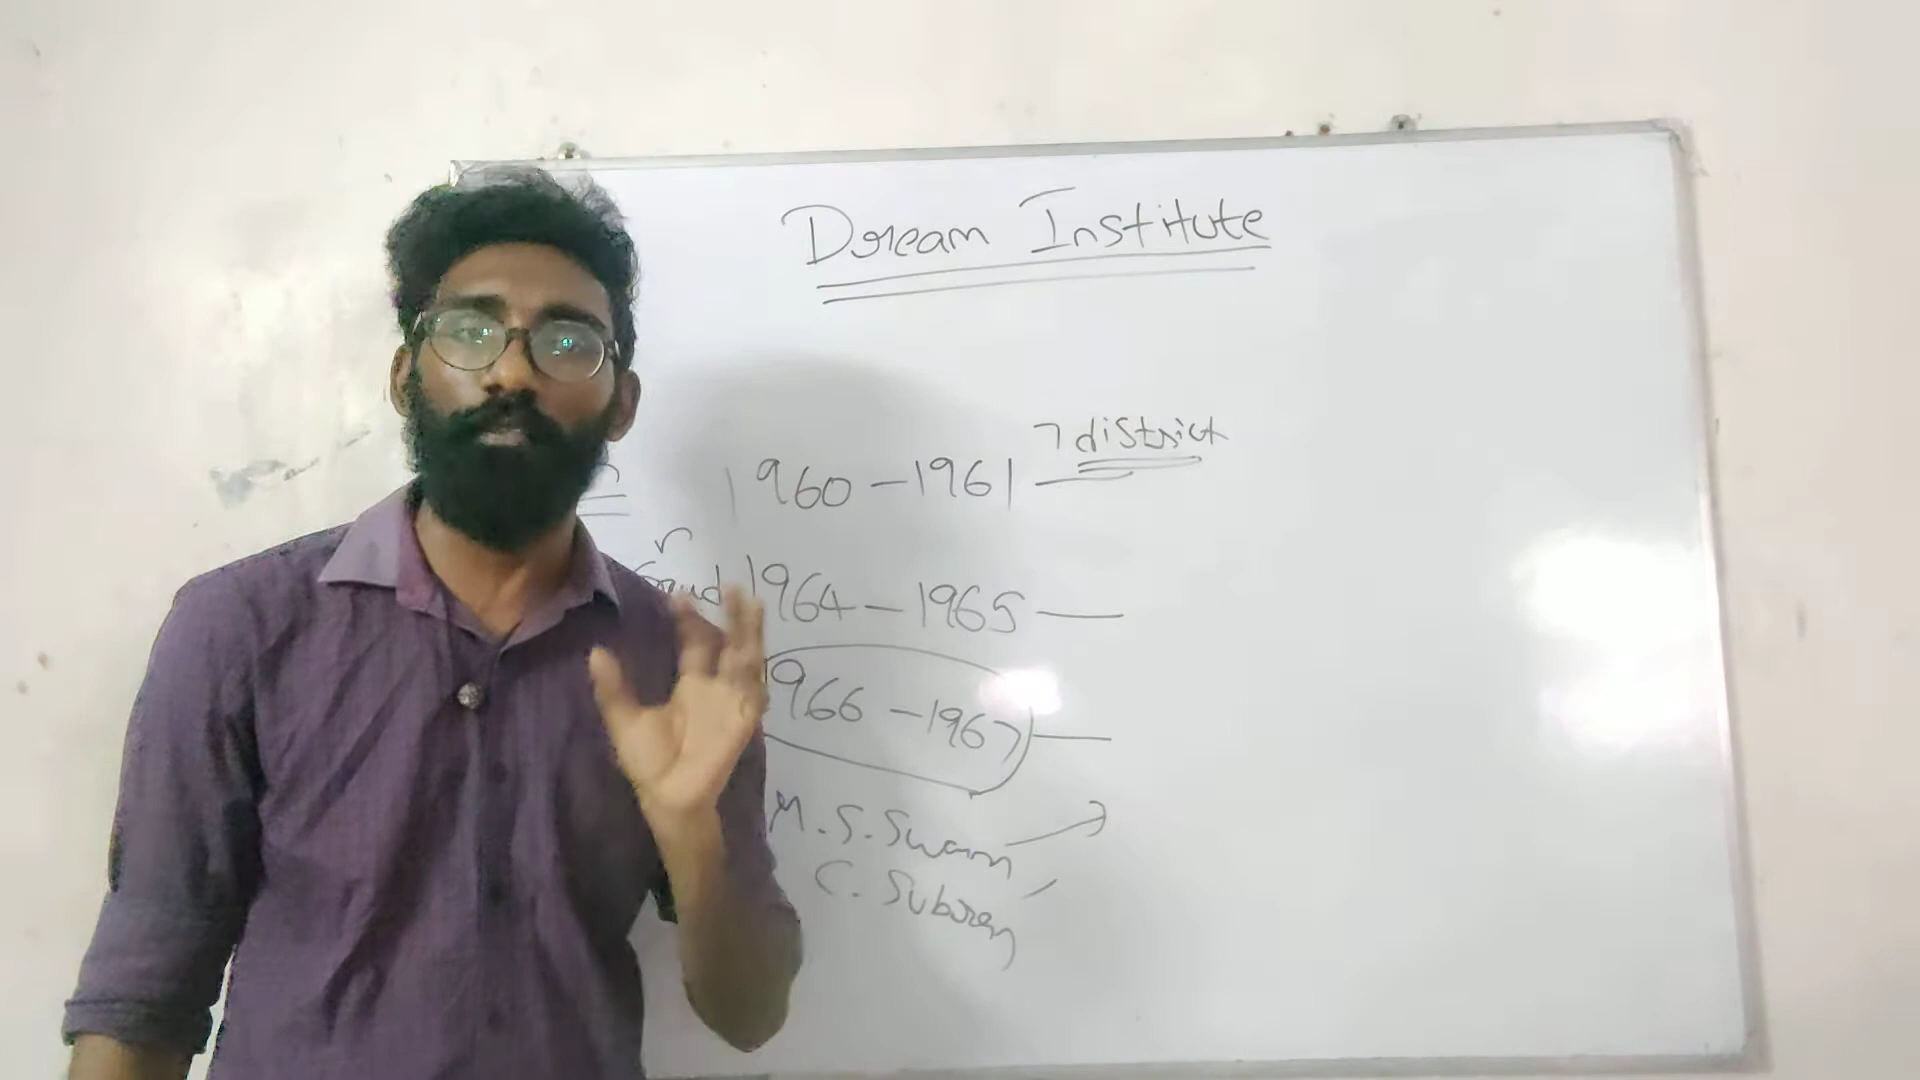 Dream Institute
7 district
1960 - 1961 —
1964 - 1965 —
1966 - 1967 —
M. S. Swam
C. Subram